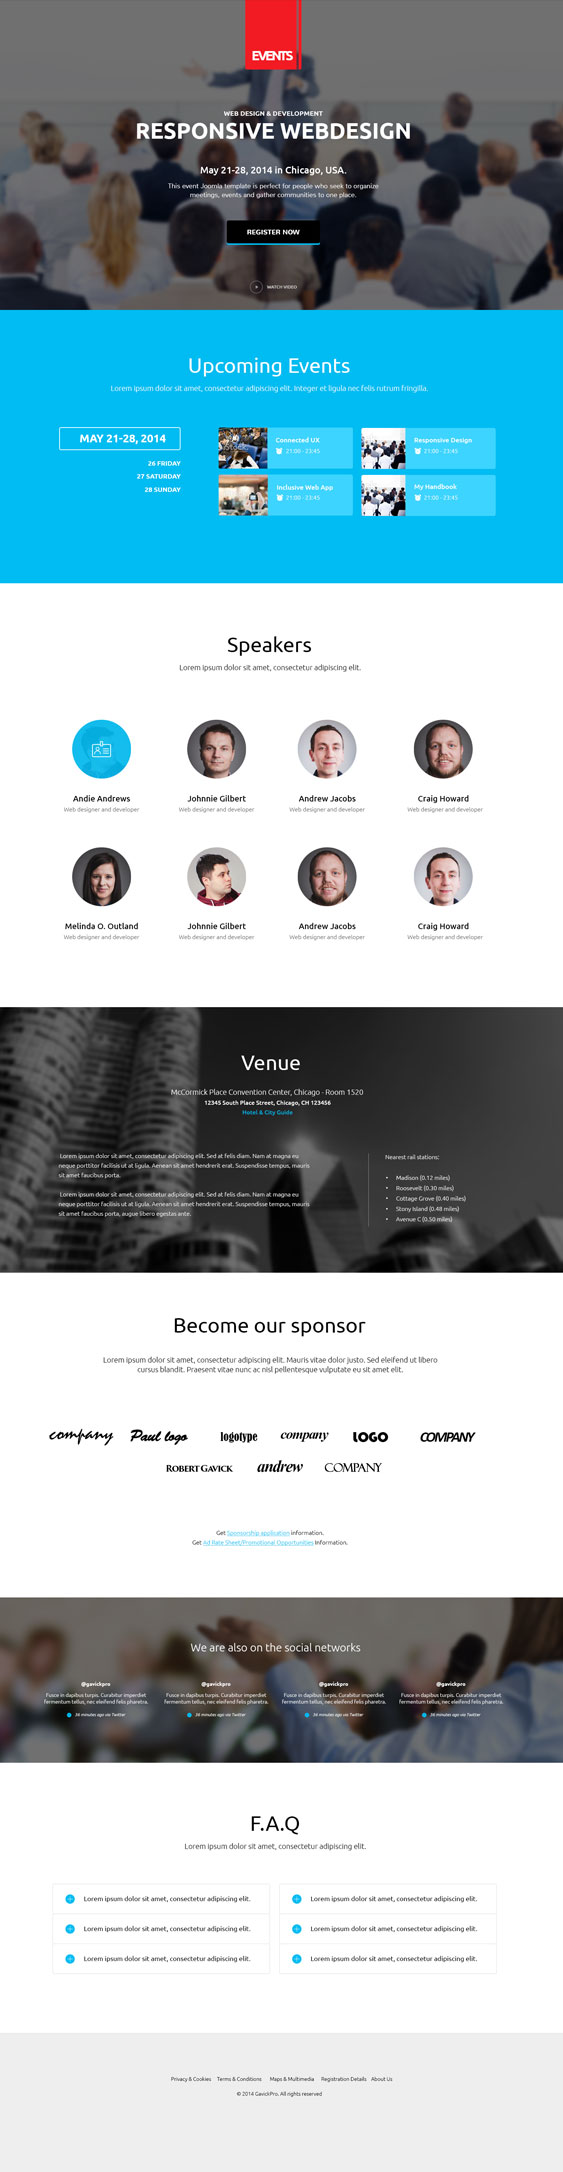 EVENTS
WEB DESIGN & DEVELOPMENT
RESPONSIVE WEBDESIGN
May 21-28, 2014 in Chicago, USA.
This event Joomla template is perfect for people who seek to organize
meetings, events and gather communities to one place.
REGISTER NOW
WATCH VIDEO
Upcoming Events
Lorem ipsum dolor sit amet, consectetur adipiscing elit. Integer et ligula nec felis rutrum fringilla.
MAY 21-28, 2014
26 FRIDAY
27 SATURDAY
28 SUNDAY
Connected UX
21:00 - 23:45
Responsive Design
21:00 - 23:45
Inclusive Web App
21:00 - 23:45
My Handbook
21:00 - 23:45
Speakers
Lorem ipsum dolor sit amet, consectetur adipiscing elit.
Andie Andrews
Web designer and developer
Johnnie Gilbert
Web designer and developer
Andrew Jacobs
Web designer and developer
Craig Howard
Web designer and developer
Melinda O. Outland
Web designer and developer
Johnnie Gilbert
Web designer and developer
Andrew Jacobs
Web designer and developer
Craig Howard
Web designer and developer
Venue
McCormick Place Convention Center, Chicago - Room 1520
12345 South Place Street, Chicago, CH 123456
Hotel & City Guide
Lorem ipsum dolor sit amet, consectetur adipiscing elit. Sed at felis diam. Nam at magna eu
neque porttitor facilisis ut at ligula. Aenean sit amet hendrerit erat. Suspendisse tempus, mauris
sit amet faucibus porta.
Lorem ipsum dolor sit amet, consectetur adipiscing elit. Sed at felis diam. Nam at magna eu
neque porttitor facilisis ut at ligula. Aenean sit amet hendrerit erat. Suspendisse tempus, mauris
sit amet faucibus porta, augue libero egestas ante.
Nearest rail stations:
• Madison (0.12 miles)
• Roosevelt (0.30 miles)
• Cottage Grove (0.40 miles)
• Stony Island (0.48 miles)
• Avenue C (0.50 miles)
Become our sponsor
Lorem ipsum dolor sit amet, consectetur adipiscing elit. Mauris vitae dolor justo. Sed eleifend ut libero
cursus blandit. Praesent vitae nunc ac nisl pellentesque vulputate eu sit amet elit.
company
Paul logo
logotype
company
LOGO
COMPANY
ROBERT GAVICK
andrew
COMPANY
Get Sponsorship application information.
Get Ad Rate Sheet/Promotional Opportunities Information.
We are also on the social networks
@gavickpro
Fusce in dapibus turpis. Curabitur imperdiet
fermentum tellus, nec eleifend felis pharetra.
36 minutes ago via Twitter
@gavickpro
Fusce in dapibus turpis. Curabitur imperdiet
fermentum tellus, nec eleifend felis pharetra.
36 minutes ago via Twitter
@gavickpro
Fusce in dapibus turpis. Curabitur imperdiet
fermentum tellus, nec eleifend felis pharetra.
36 minutes ago via Twitter
@gavickpro
Fusce in dapibus turpis. Curabitur imperdiet
fermentum tellus, nec eleifend felis pharetra.
36 minutes ago via Twitter
F.A.Q
Lorem ipsum dolor sit amet, consectetur adipiscing elit.
Lorem ipsum dolor sit amet, consectetur adipiscing elit.
Lorem ipsum dolor sit amet, consectetur adipiscing elit.
Lorem ipsum dolor sit amet, consectetur adipiscing elit.
Lorem ipsum dolor sit amet, consectetur adipiscing elit.
Lorem ipsum dolor sit amet, consectetur adipiscing elit.
Lorem ipsum dolor sit amet, consectetur adipiscing elit.
Privacy & Cookies Terms & Conditions Maps & Multimedia Registration Details About Us
© 2014 GavickPro. All rights reserved